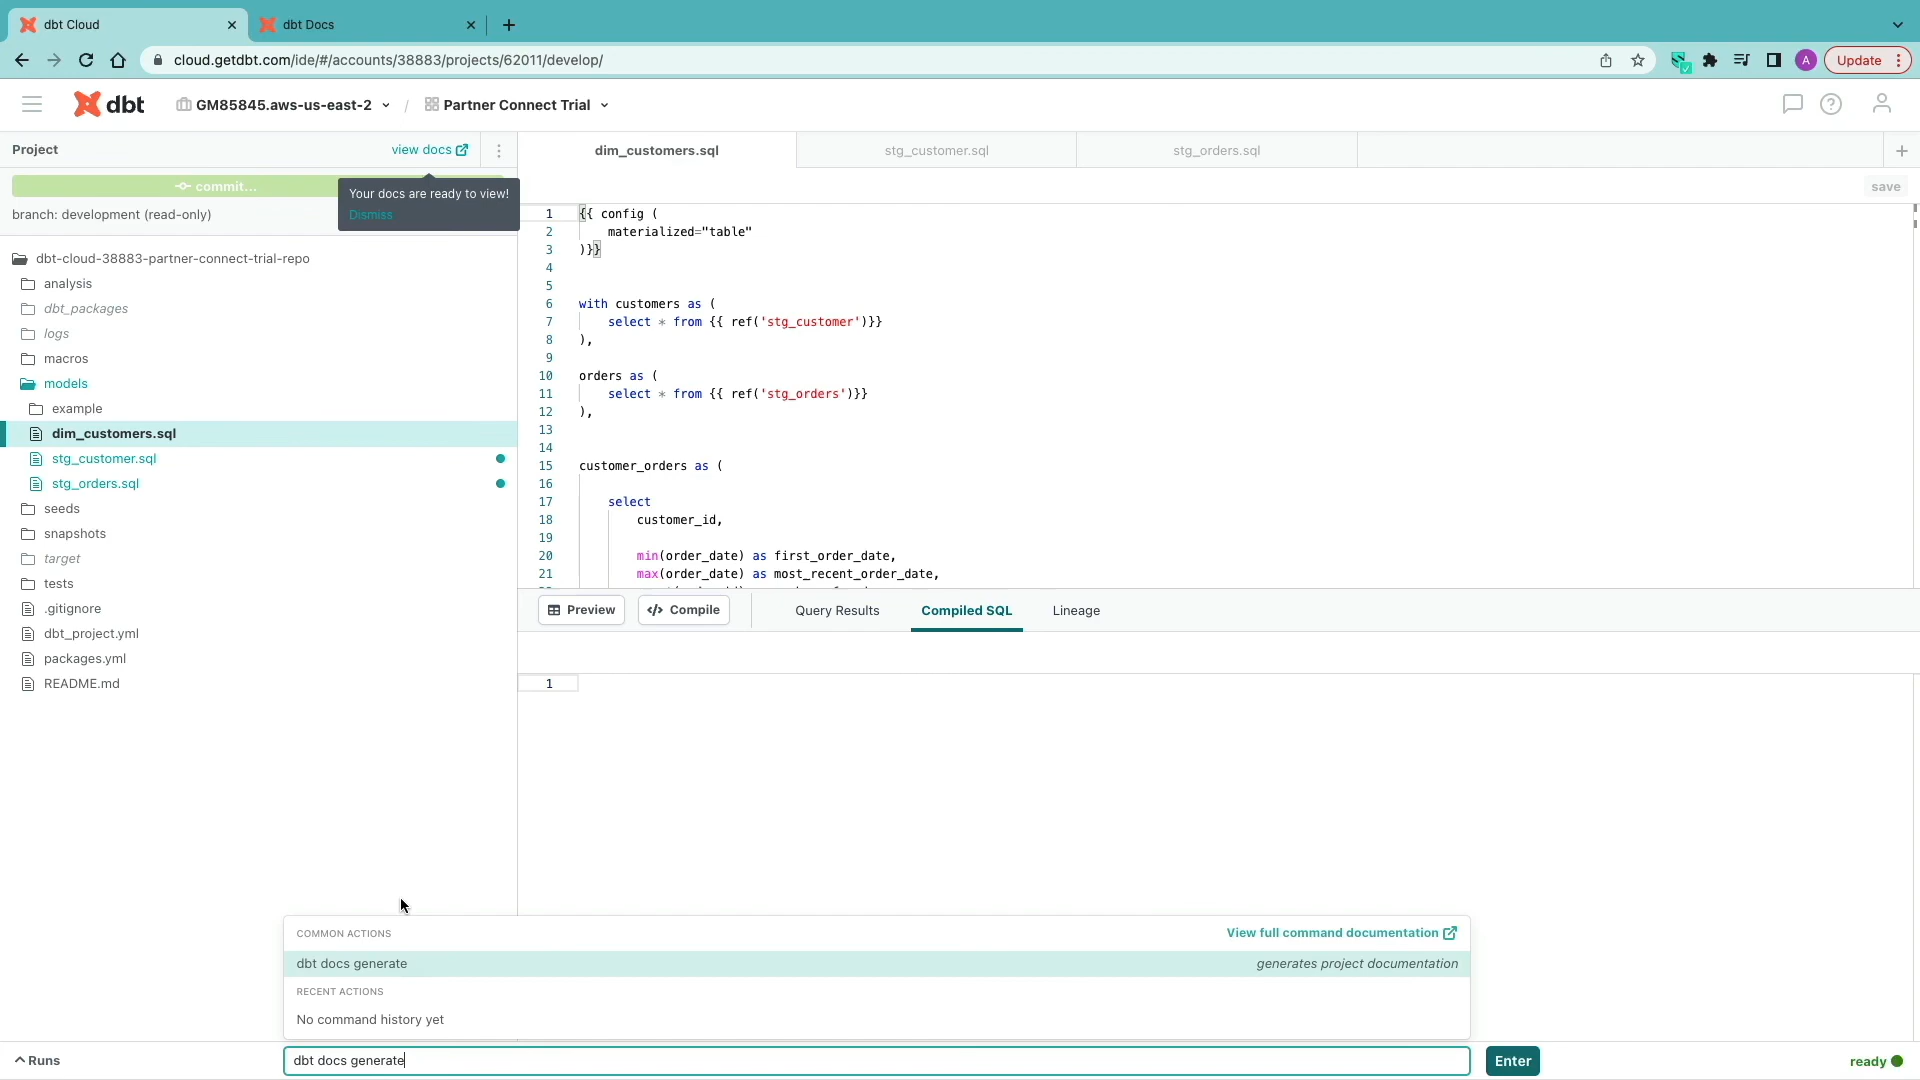 dbt Cloud
dbt Docs
cloud.getdbt.com/ide/#/accounts/38883/projects/62011/develop/
A
Update
dbt
GM85845.aws-us-east-2
/
Partner Connect Trial
Project
view docs
commit...
Your docs are ready to view!
Dismiss
branch: development (read-only)
dbt-cloud-38883-partner-connect-trial-repo
analysis
dbt_packages
logs
macros
models
example
dim_customers.sql
stg_customer.sql
stg_orders.sql
seeds
snapshots
target
tests
.gitignore
dbt_project.yml
packages.yml
README.md
dim_customers.sql
stg_customer.sql
stg_orders.sql
save
1 {{ config (
2 materialized="table"
3 )}}
4
5
6 with customers as (
7 select * from {{ ref('stg_customer')}}
8 ),
9
10 orders as (
11 select * from {{ ref('stg_orders')}}
12 ),
13
14
15 customer_orders as (
16
17 select
18 customer_id,
19
20 min(order_date) as first_order_date,
21 max(order_date) as most_recent_order_date,
Preview
Compile
Query Results
Compiled SQL
Lineage
1
COMMON ACTIONS
View full command documentation
dbt docs generate
generates project documentation
RECENT ACTIONS
No command history yet
Runs
dbt docs generate
Enter
ready